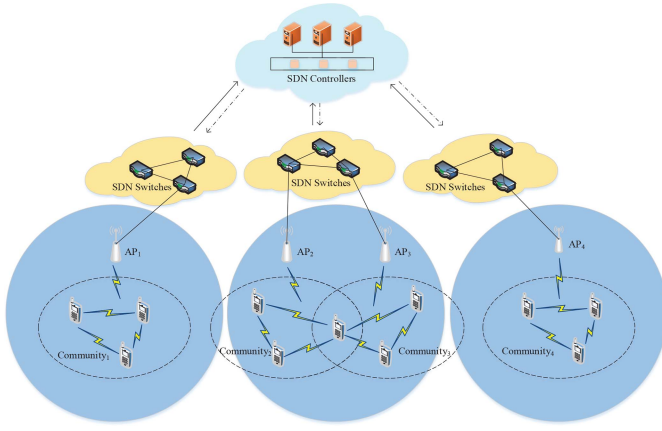 SDN Controllers
SDN Switches
SDN Switches
SDN Switches
AP₁
AP₂
AP₃
AP₄
Community₁
Community₂
Community₃
Community₄